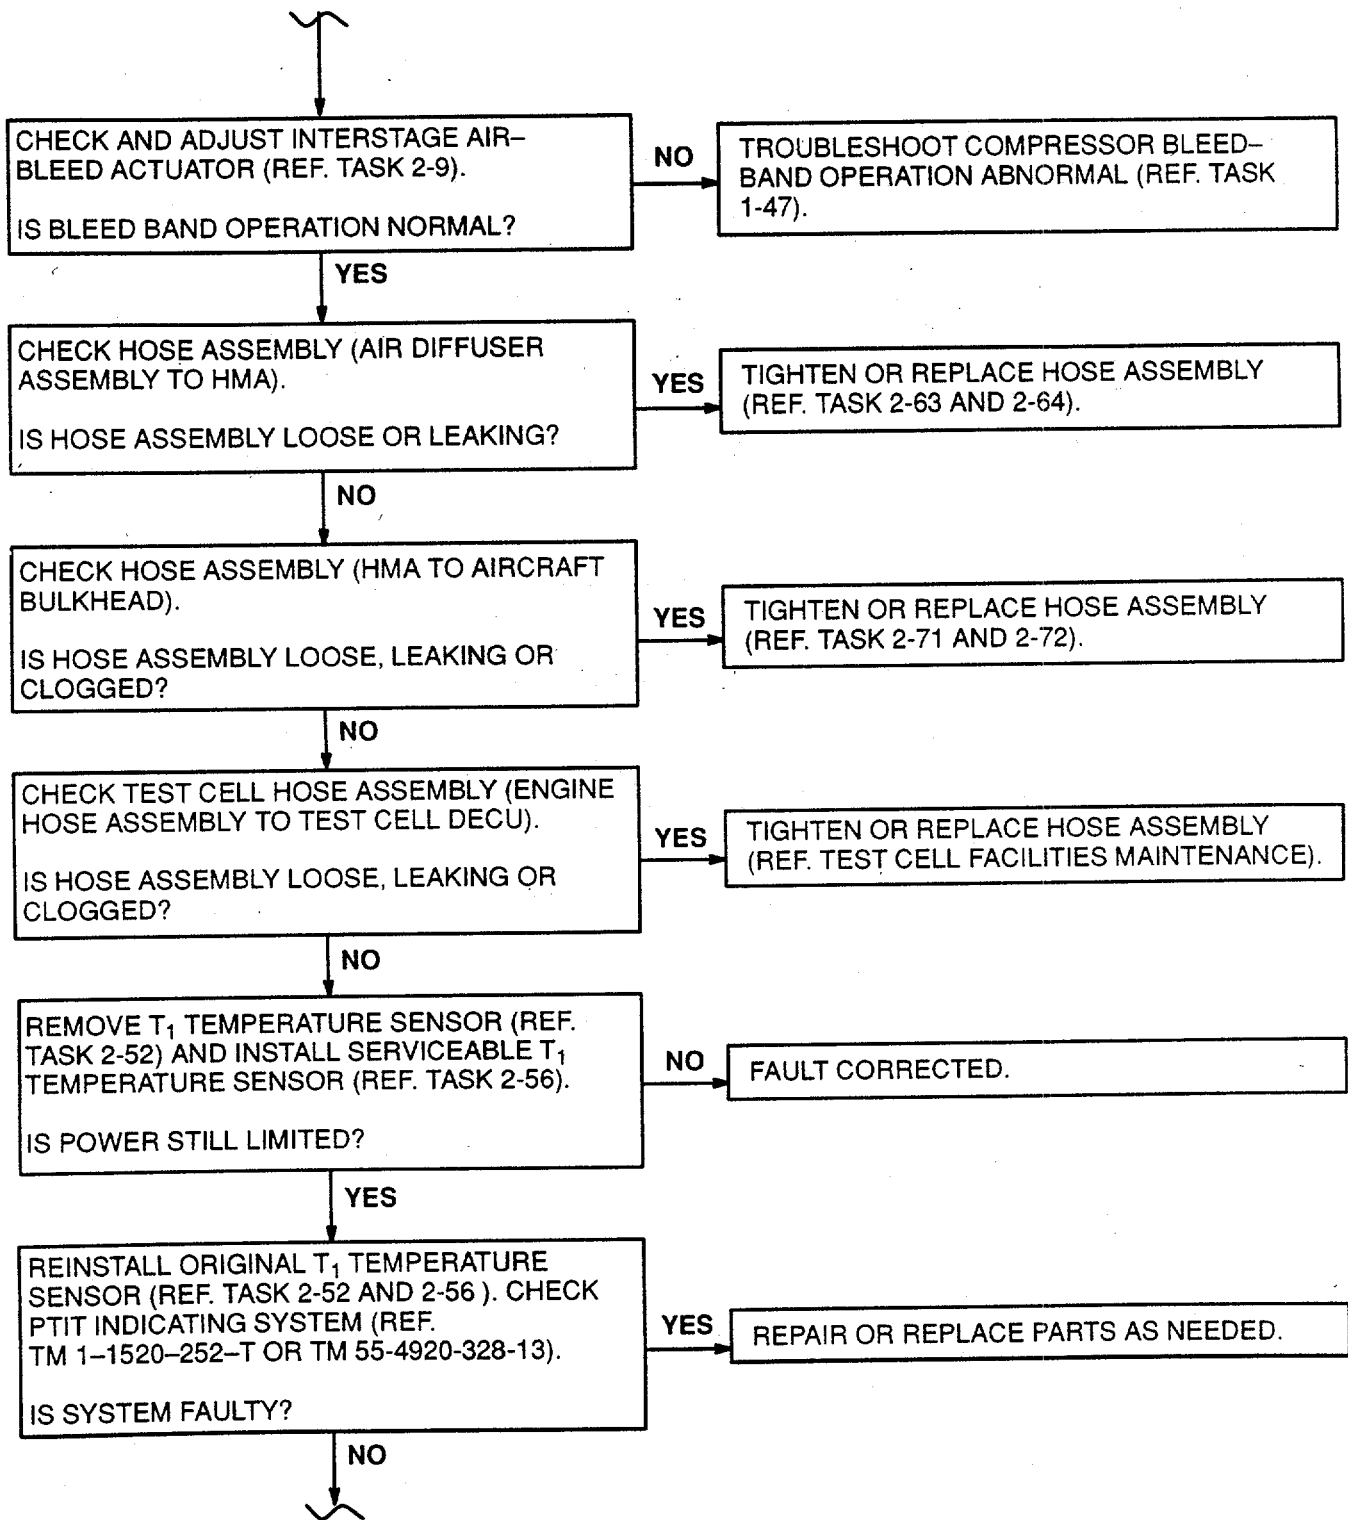 CHECK AND ADJUST INTERSTAGE AIR–
BLEED ACTUATOR (REF. TASK 2-9).
IS BLEED BAND OPERATION NORMAL?
NO
TROUBLESHOOT COMPRESSOR BLEED–
BAND OPERATION ABNORMAL (REF. TASK
1-47).
YES
CHECK HOSE ASSEMBLY (AIR DIFFUSER
ASSEMBLY TO HMA).
IS HOSE ASSEMBLY LOOSE OR LEAKING?
YES
TIGHTEN OR REPLACE HOSE ASSEMBLY
(REF. TASK 2-63 AND 2-64).
NO
CHECK HOSE ASSEMBLY (HMA TO AIRCRAFT
BULKHEAD).
IS HOSE ASSEMBLY LOOSE, LEAKING OR
CLOGGED?
YES
TIGHTEN OR REPLACE HOSE ASSEMBLY
(REF. TASK 2-71 AND 2-72).
NO
CHECK TEST CELL HOSE ASSEMBLY (ENGINE
HOSE ASSEMBLY TO TEST CELL DECU).
IS HOSE ASSEMBLY LOOSE, LEAKING OR
CLOGGED?
YES
TIGHTEN OR REPLACE HOSE ASSEMBLY
(REF. TEST CELL FACILITIES MAINTENANCE).
NO
REMOVE T₁ TEMPERATURE SENSOR (REF.
TASK 2-52) AND INSTALL SERVICEABLE T₁
TEMPERATURE SENSOR (REF. TASK 2-56).
IS POWER STILL LIMITED?
NO
FAULT CORRECTED.
YES
REINSTALL ORIGINAL T₁ TEMPERATURE
SENSOR (REF. TASK 2-52 AND 2-56 ). CHECK
PTIT INDICATING SYSTEM (REF.
TM 1–1520–252–T OR TM 55-4920-328-13).
IS SYSTEM FAULTY?
YES
REPAIR OR REPLACE PARTS AS NEEDED.
NO